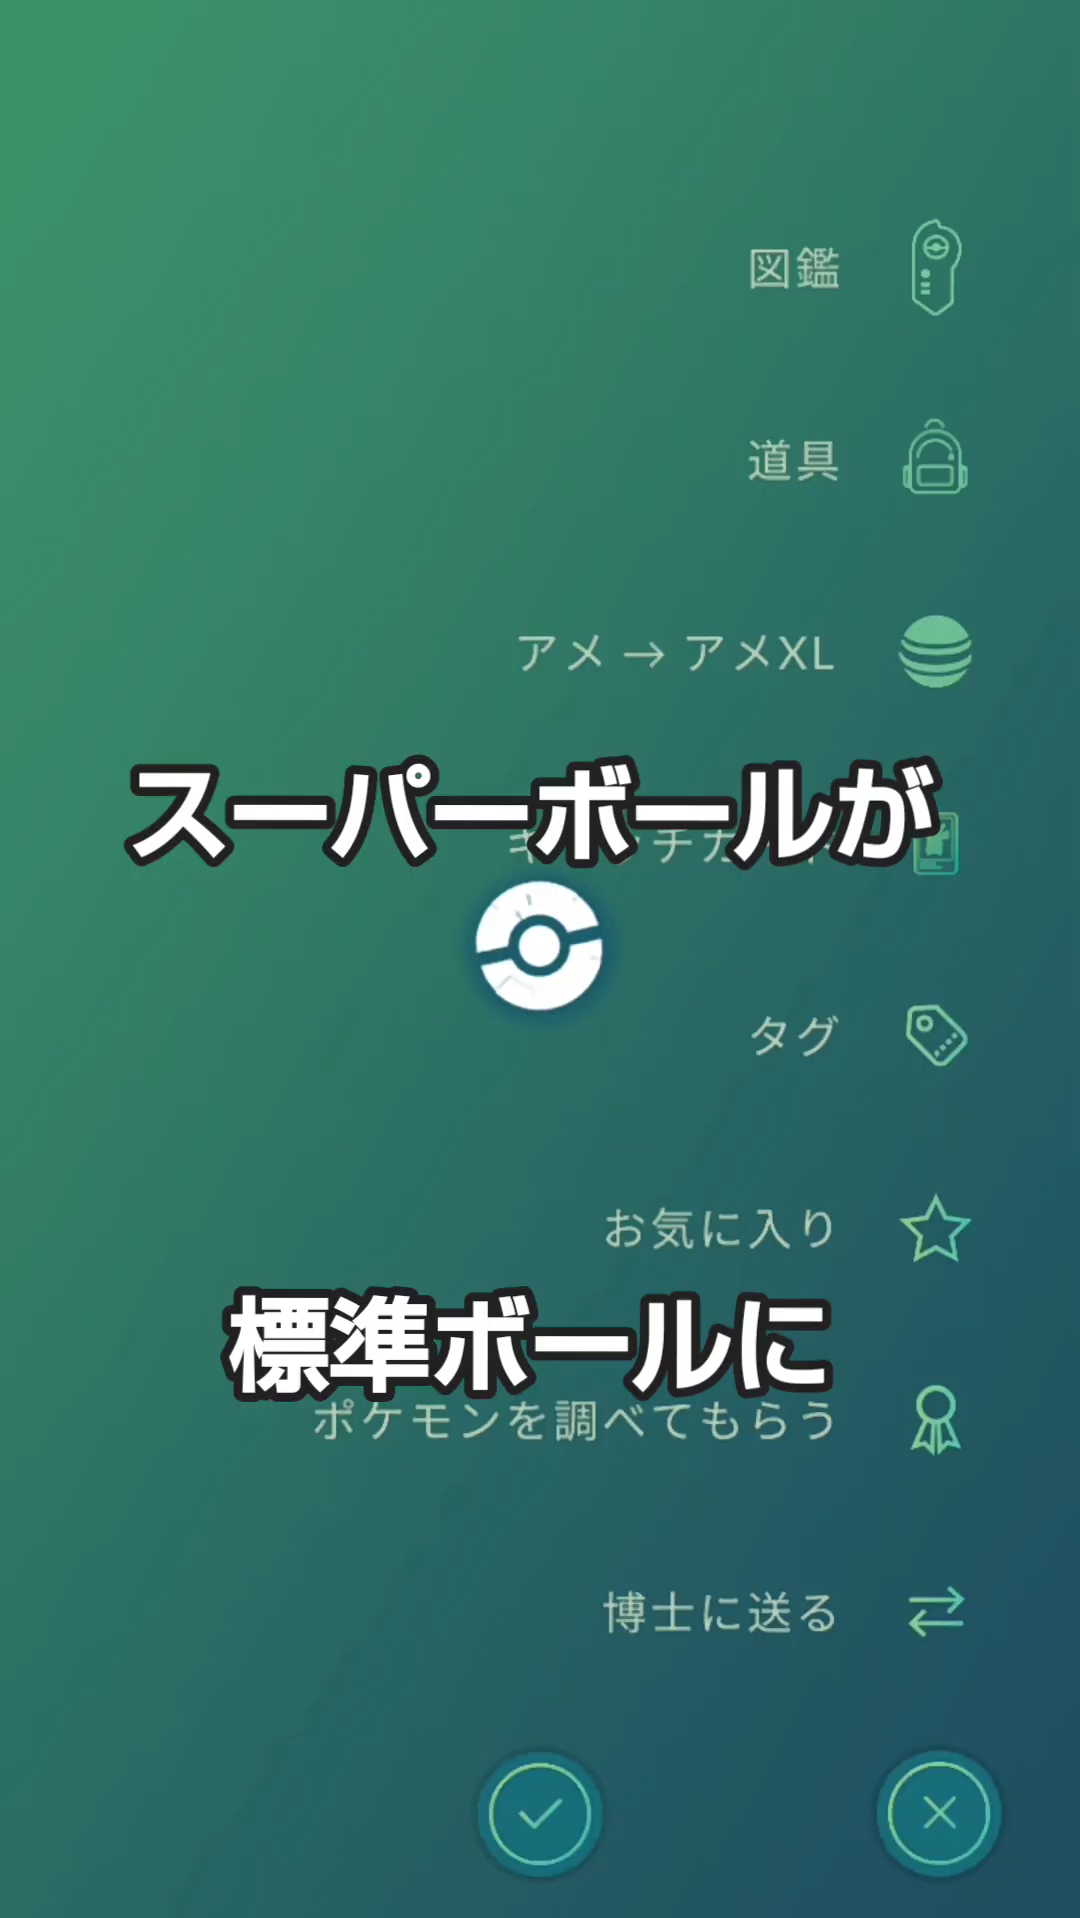 図鑑
道具
アメ → アメXL
スーパーボールが
タグ
お気に入り
標準ボールに
ポケモンを調べてもらう
博士に送る